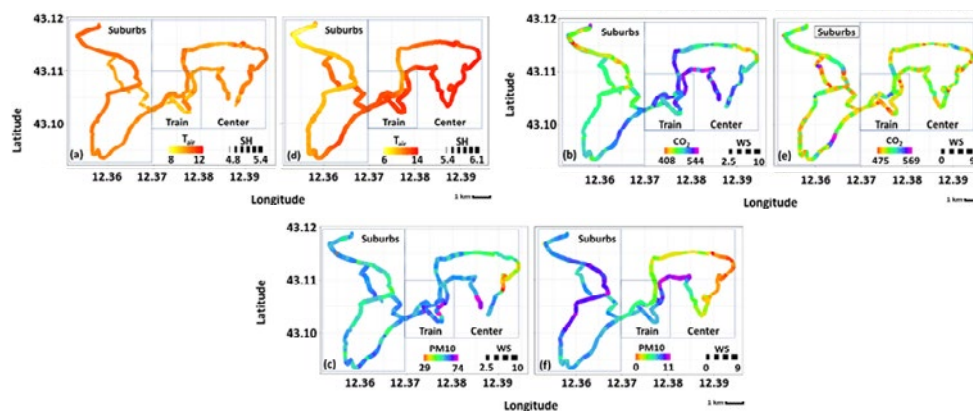 43.12
43.11
43.10
Latitude
Suburbs
Train
Center
(a)
T_air
8 12
SH
4.8 5.4
Suburbs
Train
Center
(d)
T_air
6 14
SH
5.4 6.1
12.36 12.37 12.38 12.39 12.36 12.37 12.38 12.39
Longitude
1 km
43.12
43.11
43.10
Latitude
Suburbs
Train
Center
(b)
CO₂
408 544
WS
2.5 10
Suburbs
Train
Center
(e)
CO₂
475 569
WS
0 9
12.36 12.37 12.38 12.39 12.36 12.37 12.38 12.39
Longitude
1 km
43.12
43.11
43.10
Latitude
Suburbs
Train
Center
(c)
PM10
29 74
WS
2.5 10
Suburbs
Train
Center
(f)
PM10
0 11
WS
0 9
12.36 12.37 12.38 12.39 12.36 12.37 12.38 12.39
Longitude
1 km